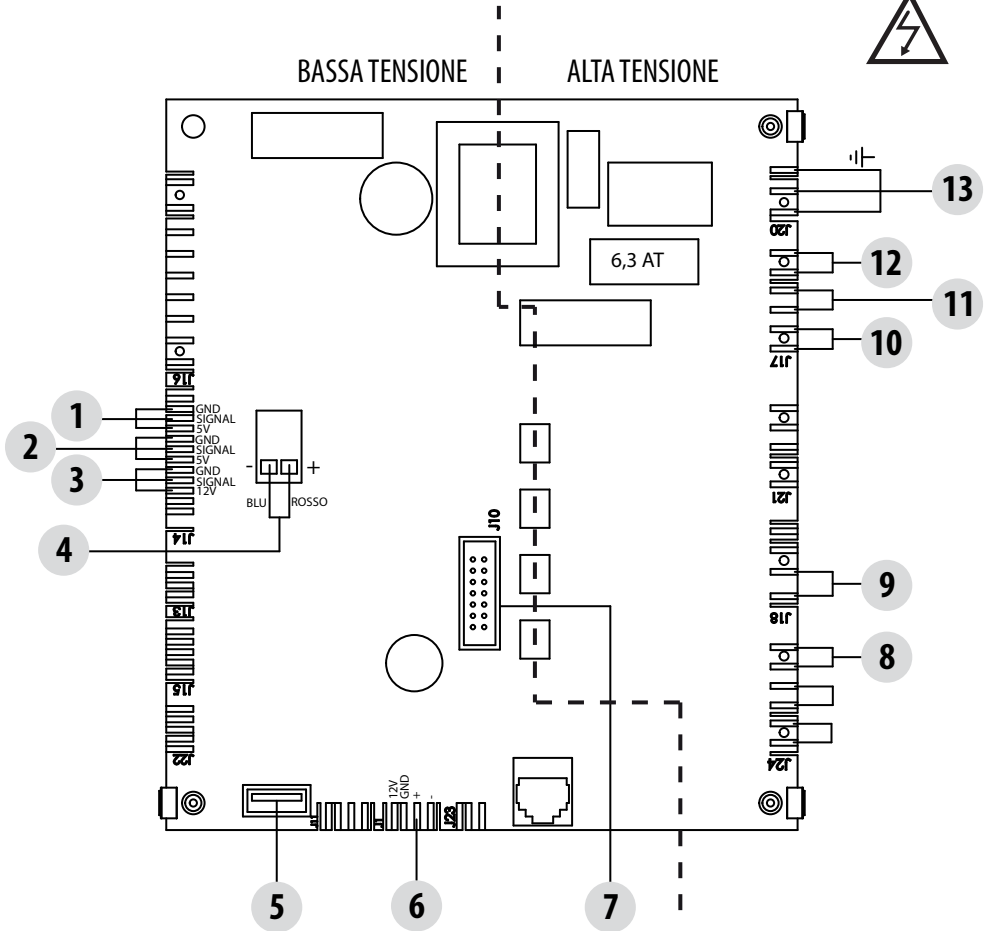 BASSA TENSIONE
ALTA TENSIONE
13
J20
6,3 AT
12
11
10
J17
J16
1
GND
SIGNAL
5V
2
GND
SIGNAL
5V
3
GND
SIGNAL
12V
- +
BLU ROSSO
4
J14
J10
J21
J13
9
J18
8
J15
J22
J24
12V
GND
+
-
J11
J1
J23
5
6
7